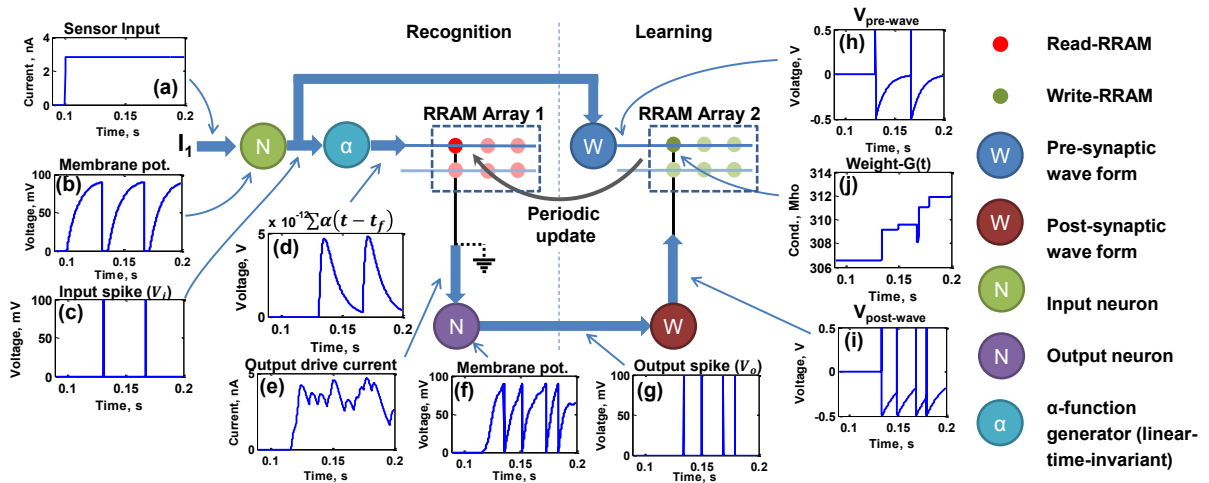 Sensor Input
Current , nA
4
2
0
0.1 0.15 0.2
Time, s
(a)
Recognition
Learning
I1
N
α
RRAM Array 1
W
RRAM Array 2
Periodic
update
Membrane pot.
(b)
Voltage, mV
100
50
0
0.1 0.15 0.2
Time, s
Input spike (Vi)
(c)
Voltage, mV
100
50
0
0.1 0.15 0.2
Time, s
x 10-12 ∑α(t − tf)
(d)
Voltage, V
5
0
0.1 0.15 0.2
Time, s
N
W
Output drive current
(e)
Current, nA
5
0
0.1 0.15 0.2
Time, s
Membrane pot.
(f)
Voltage, mV
100
50
0
0.1 0.15 0.2
Time, s
Output spike (Vo)
(g)
Volatge, mV
100
50
0
0.1 0.15 0.2
Time, s
Vpre-wave
(h)
Volatge, V
0.5
0
-0.5
0.1 0.15 0.2
Time, s
Weight-G(t)
(j)
Cond., Mho
314
312
310
308
306
0.1 0.15 0.2
Time, s
Vpost-wave
(i)
Voltage, V
0.5
0
-0.5
0.1 0.15 0.2
Time, s
Read-RRAM
Write-RRAM
W
Pre-synaptic
wave form
W
Post-synaptic
wave form
N
Input neuron
N
Output neuron
α
α-function
generator (linear-
time-invariant)